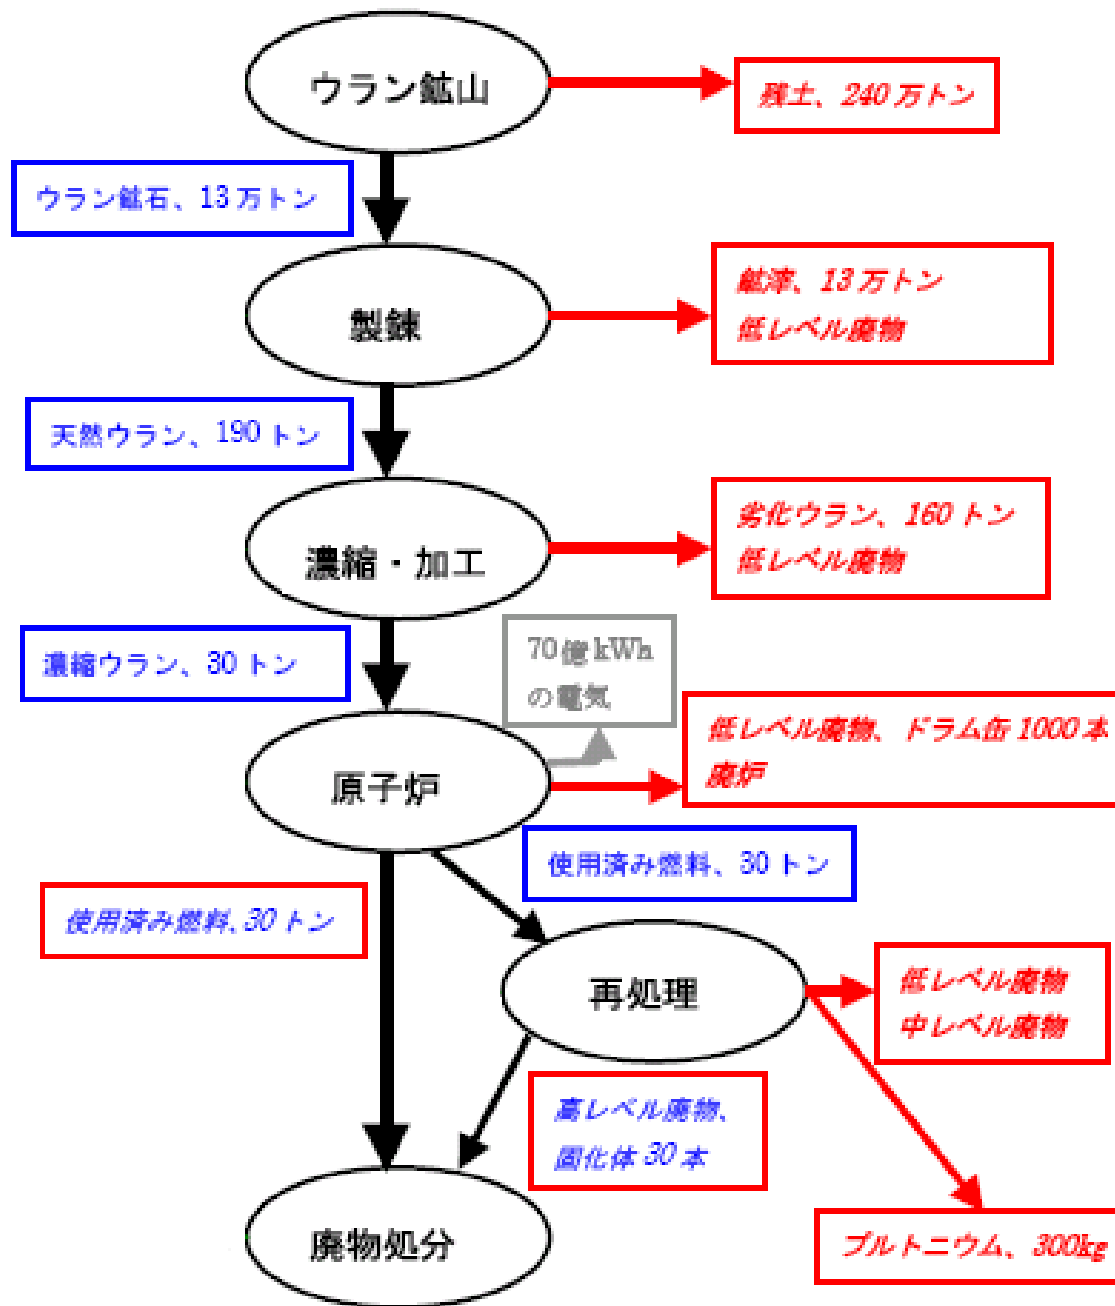 ウラン鉱山
残土、240万トン
ウラン鉱石、13万トン
製錬
鉱滓、13万トン
低レベル廃物
天然ウラン、190トン
濃縮・加工
劣化ウラン、160トン
低レベル廃物
濃縮ウラン、30トン
70億kWh
の電気
原子炉
低レベル廃物、ドラム缶1000本
廃炉
使用済み燃料、30トン
使用済み燃料、30トン
再処理
低レベル廃物
中レベル廃物
高レベル廃物、
固化体30本
廃物処分
プルトニウム、300kg